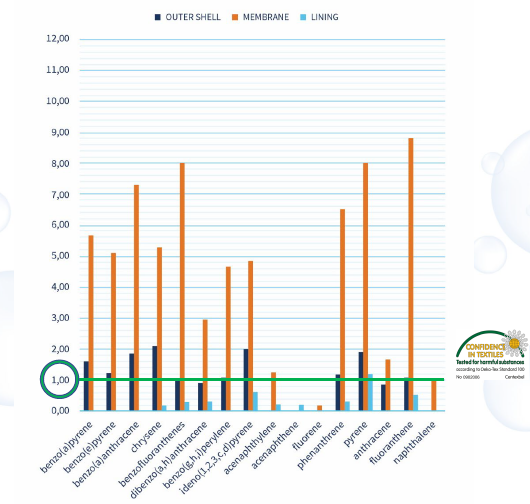 OUTER SHELL MEMBRANE LINING
12,00
11,00
10,00
9,00
8,00
7,00
6,00
5,00
4,00
3,00
2,00
1,00
0,00
benzo(a)pyrene
benzo(e)pyrene
benzo(a)anthracene
chrysene
benzofluoranthenes
dibenzo(a,h)anthracene
benzo(g,h,i)perylene
ideno(1,2,3,c,d)pyrene
acenaphthylene
acenaphthene
fluorene
phenanthrene
pyrene
anthracene
fluoranthene
naphthalene
CONFIDENCE
IN TEXTILES
Tested for harmful substances
according to Oeko-Tex Standard 100
Centexbel